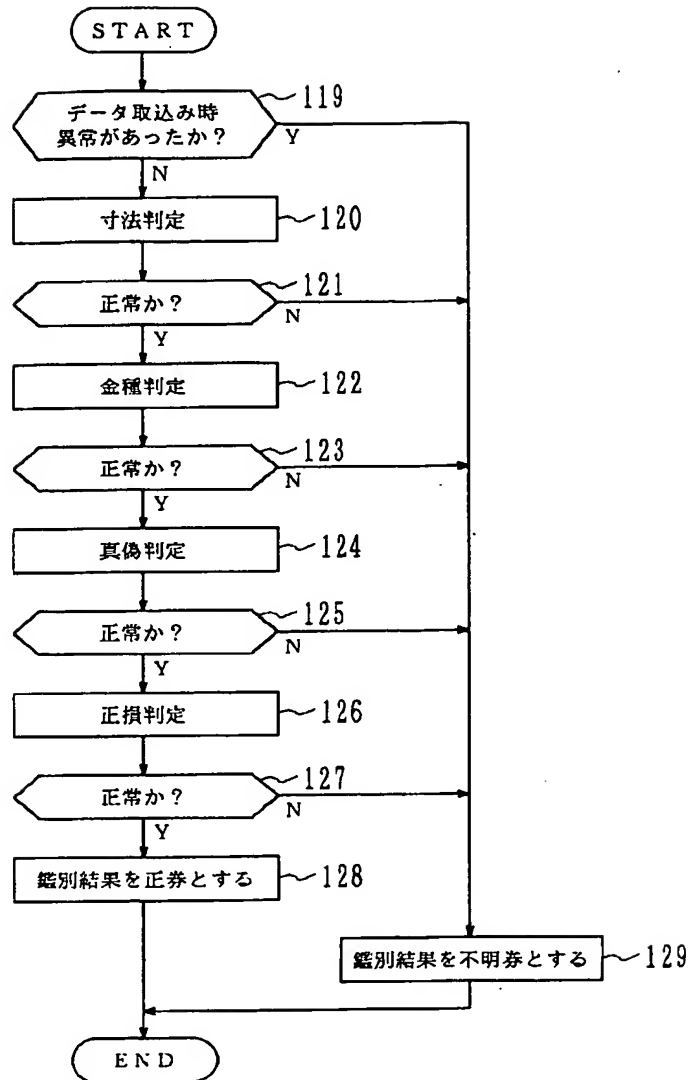 START
119
データ取込み時
異常があったか？
Y
N
寸法判定
120
121
正常か？
N
Y
金種判定
122
123
正常か？
N
Y
真偽判定
124
125
正常か？
N
Y
正損判定
126
127
正常か？
N
Y
鑑別結果を正券とする
128
鑑別結果を不明券とする
129
END